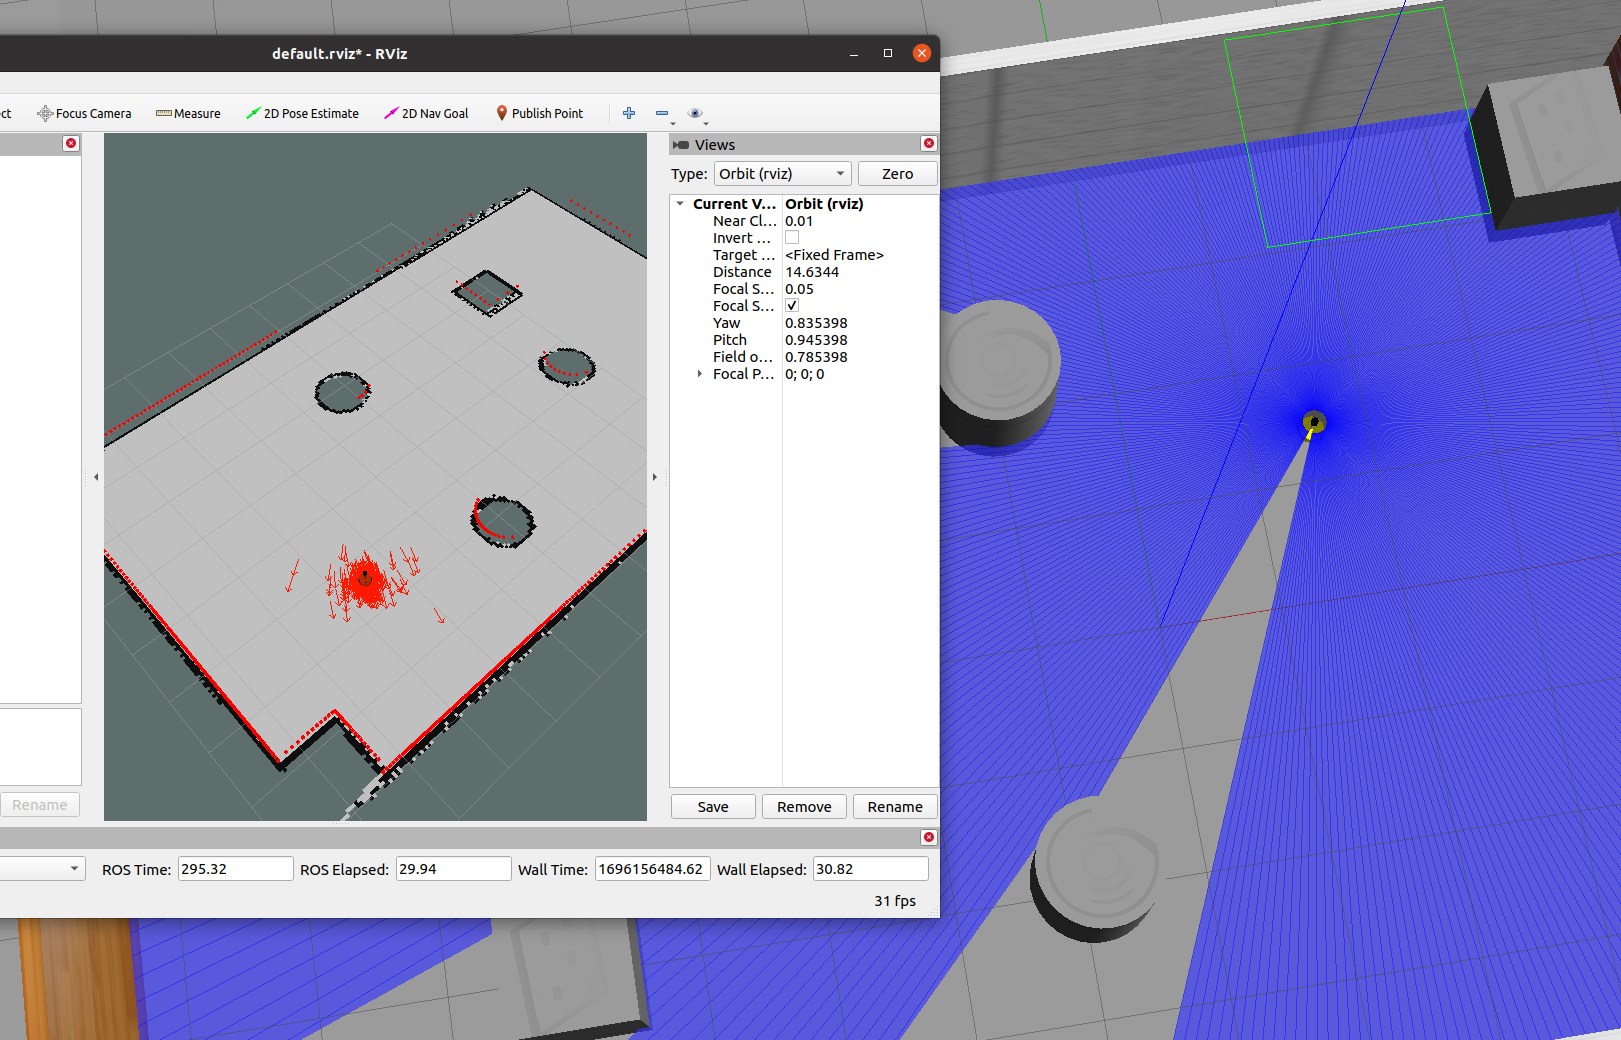 default.rviz* - RViz
ct Focus Camera Measure 2D Pose Estimate 2D Nav Goal Publish Point
Views
Type: Orbit (rviz) Zero
Current V... Orbit (rviz)
Near Cl... 0.01
Invert ...
Target ... <Fixed Frame>
Distance 14.6344
Focal S... 0.05
Focal S...
Yaw 0.835398
Pitch 0.945398
Field o... 0.785398
Focal P... 0; 0; 0
Rename
Save Remove Rename
ROS Time: 295.32 ROS Elapsed: 29.94 Wall Time: 1696156484.62 Wall Elapsed: 30.82
31 fps